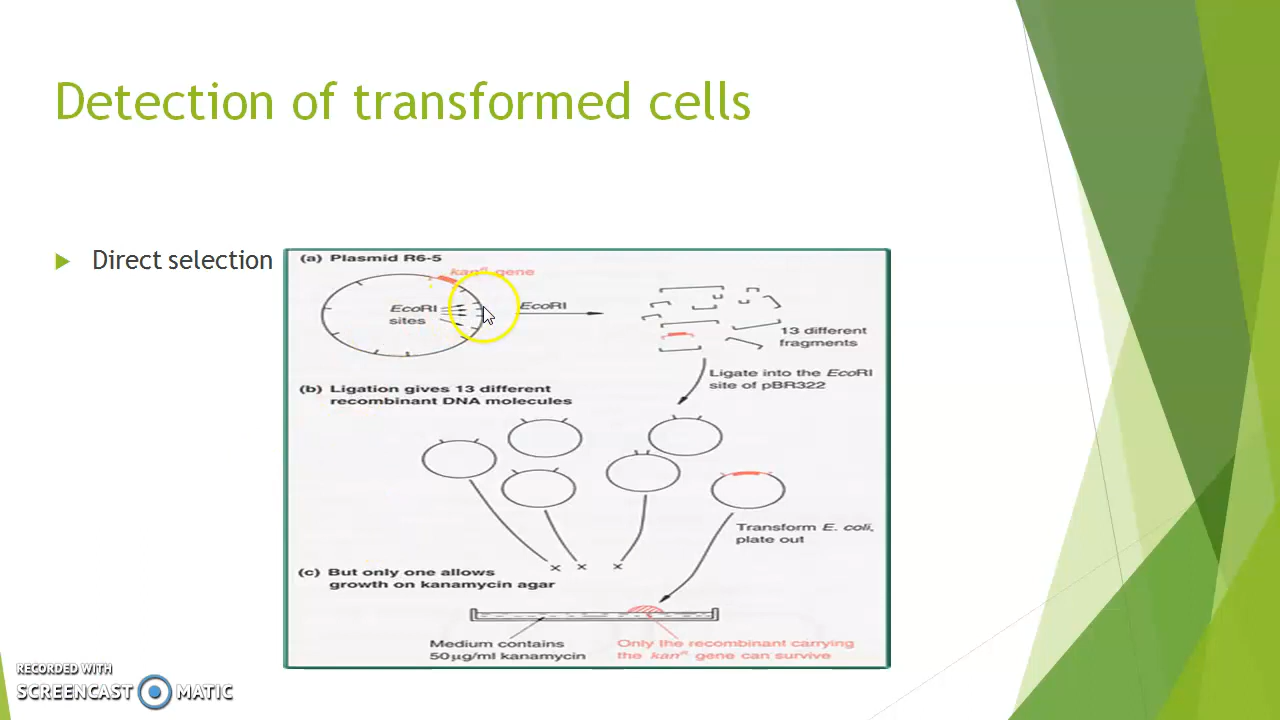 Detection of transformed cells
Direct selection
(a) Plasmid R6-5
kanᴿ gene
EcoRI
sites
EcoRI
13 different
fragments
Ligate into the EcoRI
site of pBR322
(b) Ligation gives 13 different
recombinant DNA molecules
Transform E. coli,
plate out
(c) But only one allows
growth on kanamycin agar
Medium contains
50μg/ml kanamycin
Only the recombinant carrying
the kanᴿ gene can survive
RECORDED WITH
SCREENCAST MATIC